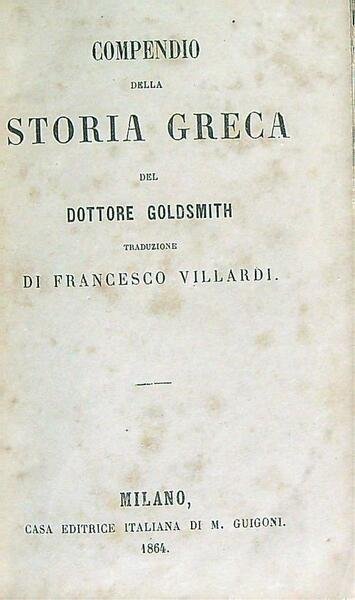 COMPENDIO
DELLA
STORIA GRECA
DEL
DOTTORE GOLDSMITH
TRADUZIONE
DI FRANCESCO VILLARDI.
MILANO,
CASA EDITRICE ITALIANA DI M. GUIGONI.
1864.